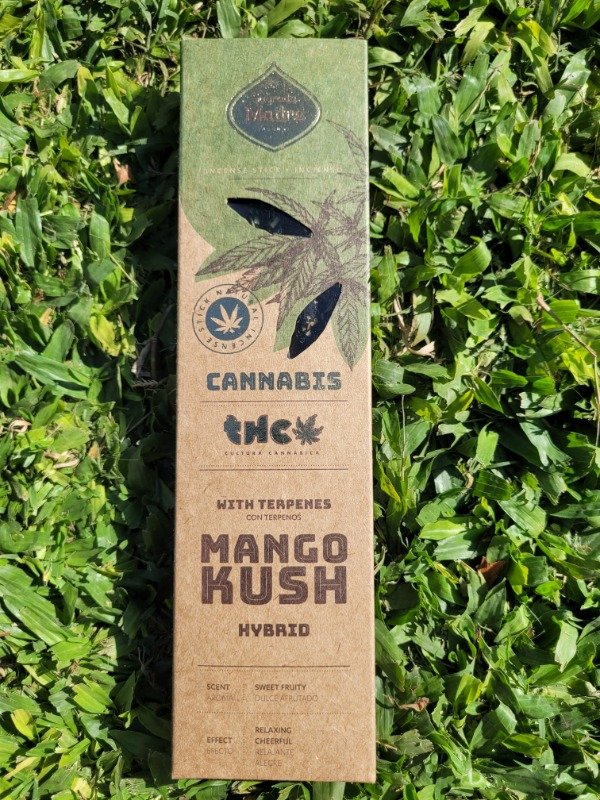 Sagrada
Madre
INCENSE STICK
NATURAL INCENSE STICK
CANNABIS
tHC
CULTURA CANNABICA
WITH TERPENES
CON TERPENOS
MANGO
KUSH
HYBRID
SCENT SWEET FRUITY
AROMA DULCE AFRUTADO
RELAXING
EFFECT CHEERFUL
EFECTO RELAJANTE
ALEGRE